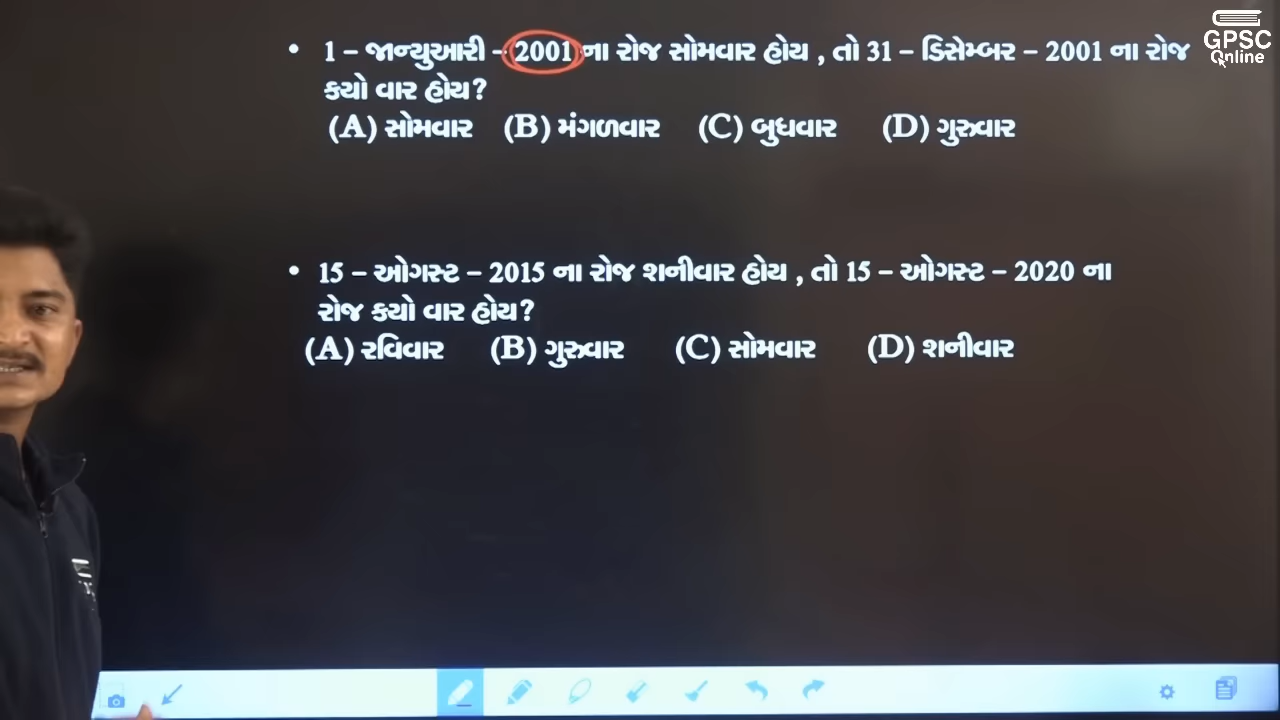 GPSC
Online
• 1 – જાન્યુઆરી – 2001 ના રોજ સોમવાર હોય , તો 31 – ડિસેમ્બર – 2001 ના રોજ
કયો વાર હોય?
(A) સોમવાર (B) મંગળવાર (C) બુધવાર (D) ગુરુવાર
• 15 – ઓગસ્ટ – 2015 ના રોજ શનીવાર હોય , તો 15 – ઓગસ્ટ – 2020 ના
રોજ કયો વાર હોય?
(A) રવિવાર (B) ગુરુવાર (C) સોમવાર (D) શનીવાર